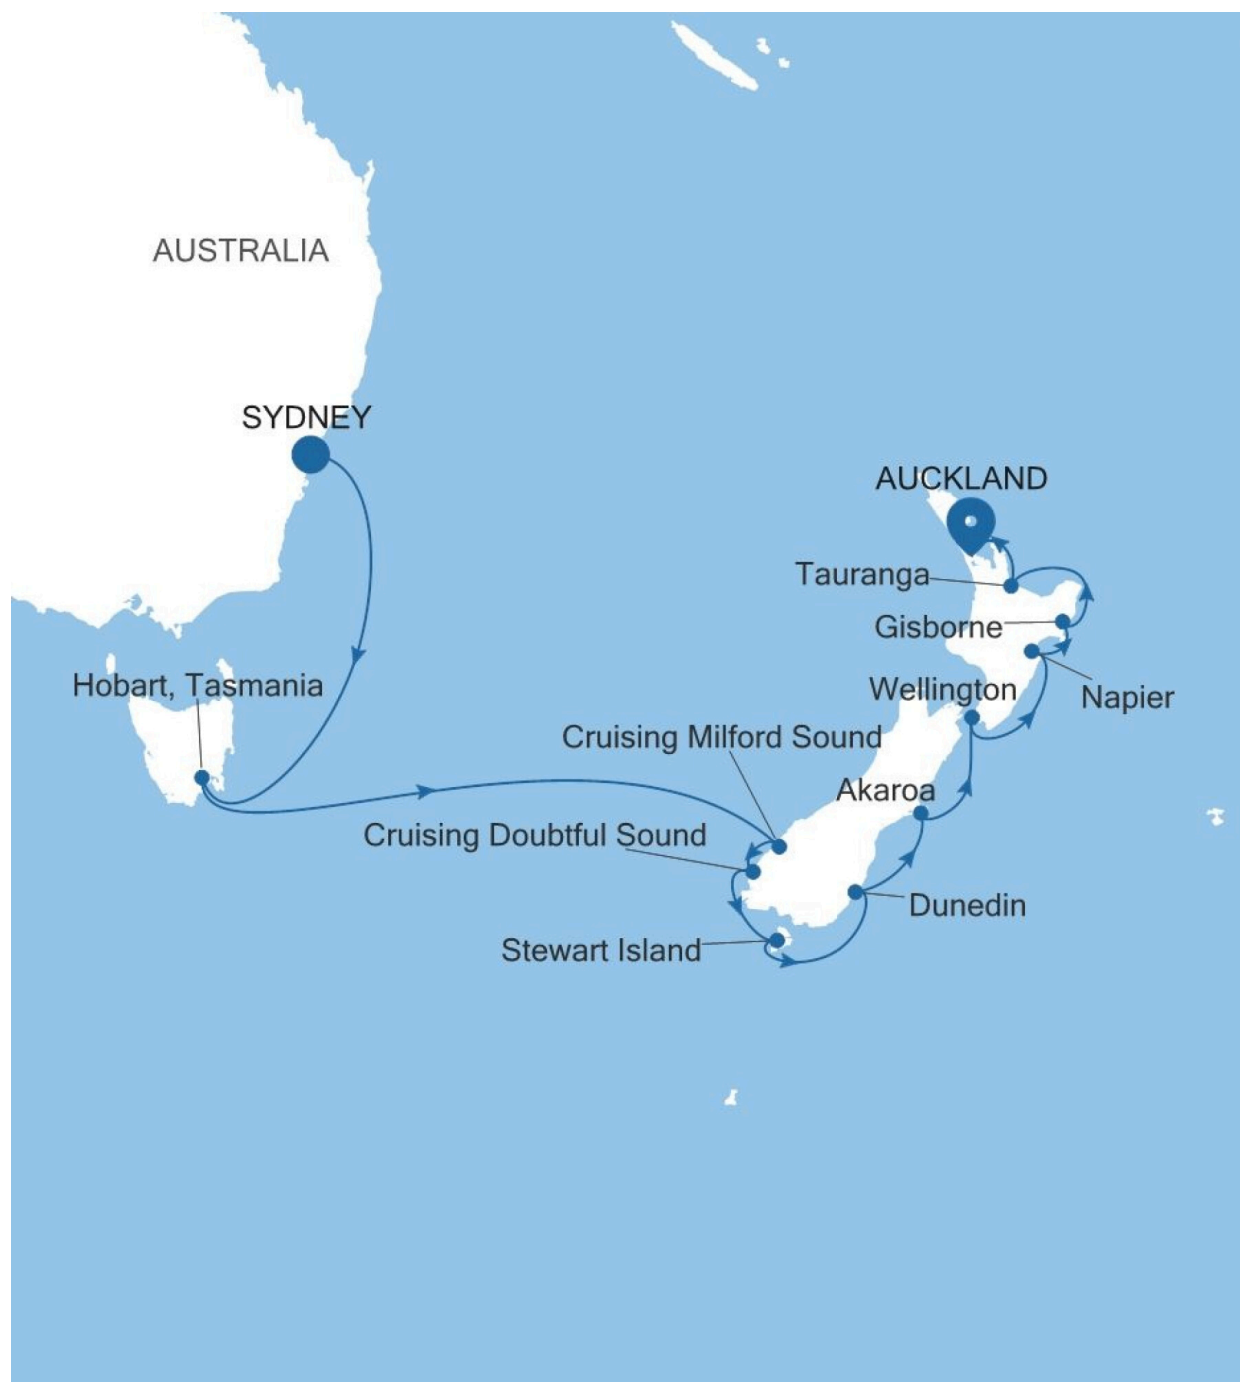 AUSTRALIA
SYDNEY
AUCKLAND
Tauranga
Gisborne
Hobart, Tasmania
Wellington
Napier
Cruising Milford Sound
Akaroa
Cruising Doubtful Sound
Dunedin
Stewart Island